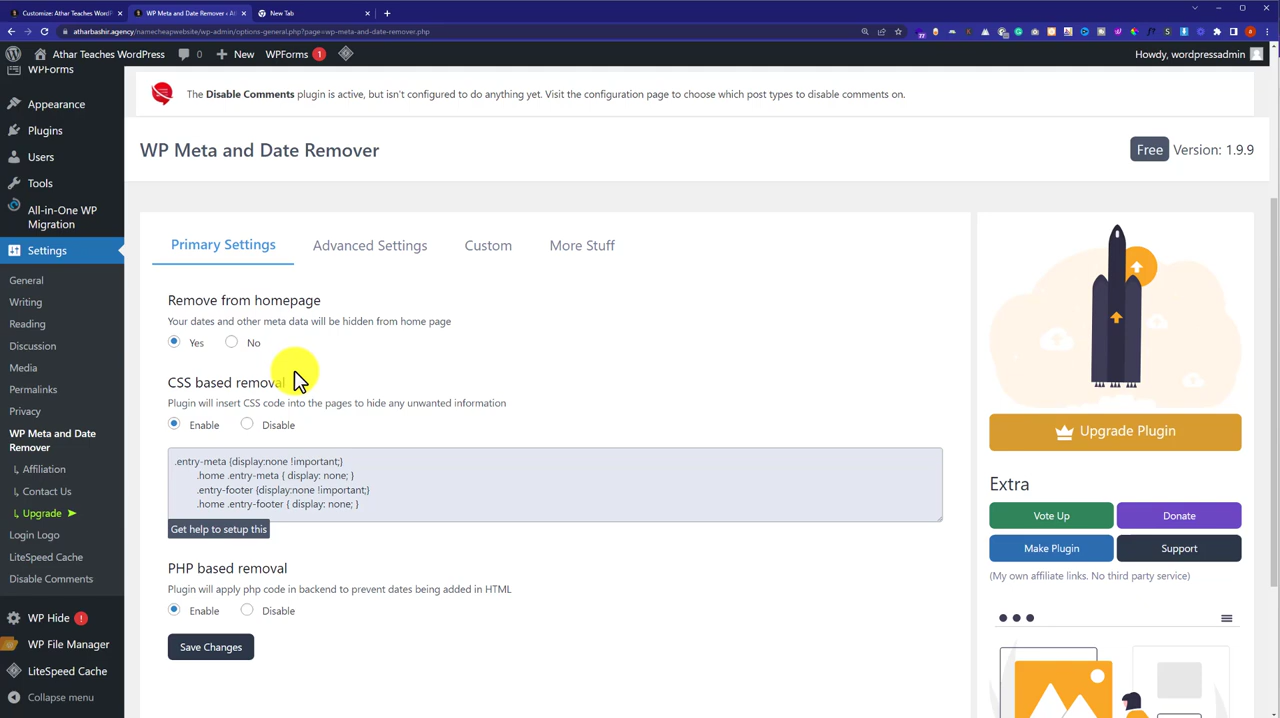 Customize: Athar Teaches WordPress
WP Meta and Date Remover ‹ At
New Tab
atharbashir.agency/namecheapwebsite/wp-admin/options-general.php?page=wp-meta-and-date-remover.php
Athar Teaches WordPress
0
New
WPForms 1
Howdy, wordpressadmin
WPForms
Appearance
Plugins
Users
Tools
All-in-One WP
Migration
Settings
General
Writing
Reading
Discussion
Media
Permalinks
Privacy
WP Meta and Date
Remover
↳ Affiliation
↳ Contact Us
↳ Upgrade ➤
Login Logo
LiteSpeed Cache
Disable Comments
WP Hide !
WP File Manager
LiteSpeed Cache
Collapse menu
The Disable Comments plugin is active, but isn't configured to do anything yet. Visit the configuration page to choose which post types to disable comments on.
WP Meta and Date Remover
Free Version: 1.9.9
Primary Settings
Advanced Settings
Custom
More Stuff
Remove from homepage
Your dates and other meta data will be hidden from home page
Yes No
CSS based removal
Plugin will insert CSS code into the pages to hide any unwanted information
Enable Disable
.entry-meta {display:none !important;}
.home .entry-meta { display: none; }
.entry-footer {display:none !important;}
.home .entry-footer { display: none; }
Get help to setup this
PHP based removal
Plugin will apply php code in backend to prevent dates being added in HTML
Enable Disable
Save Changes
Upgrade Plugin
Extra
Vote Up
Donate
Make Plugin
Support
(My own affiliate links. No third party service)